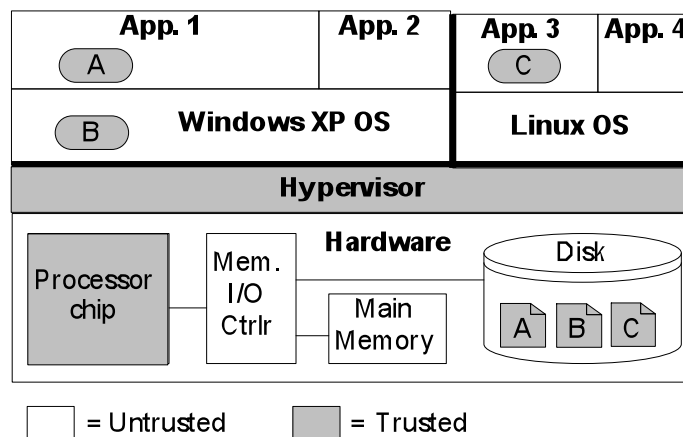 App. 1
App. 2
App. 3
App. 4
A
C
B
Windows XP OS
Linux OS
Hypervisor
Hardware
Processor
chip
Mem.
I/O
Ctrlr
Main
Memory
Disk
A
B
C
= Untrusted
= Trusted